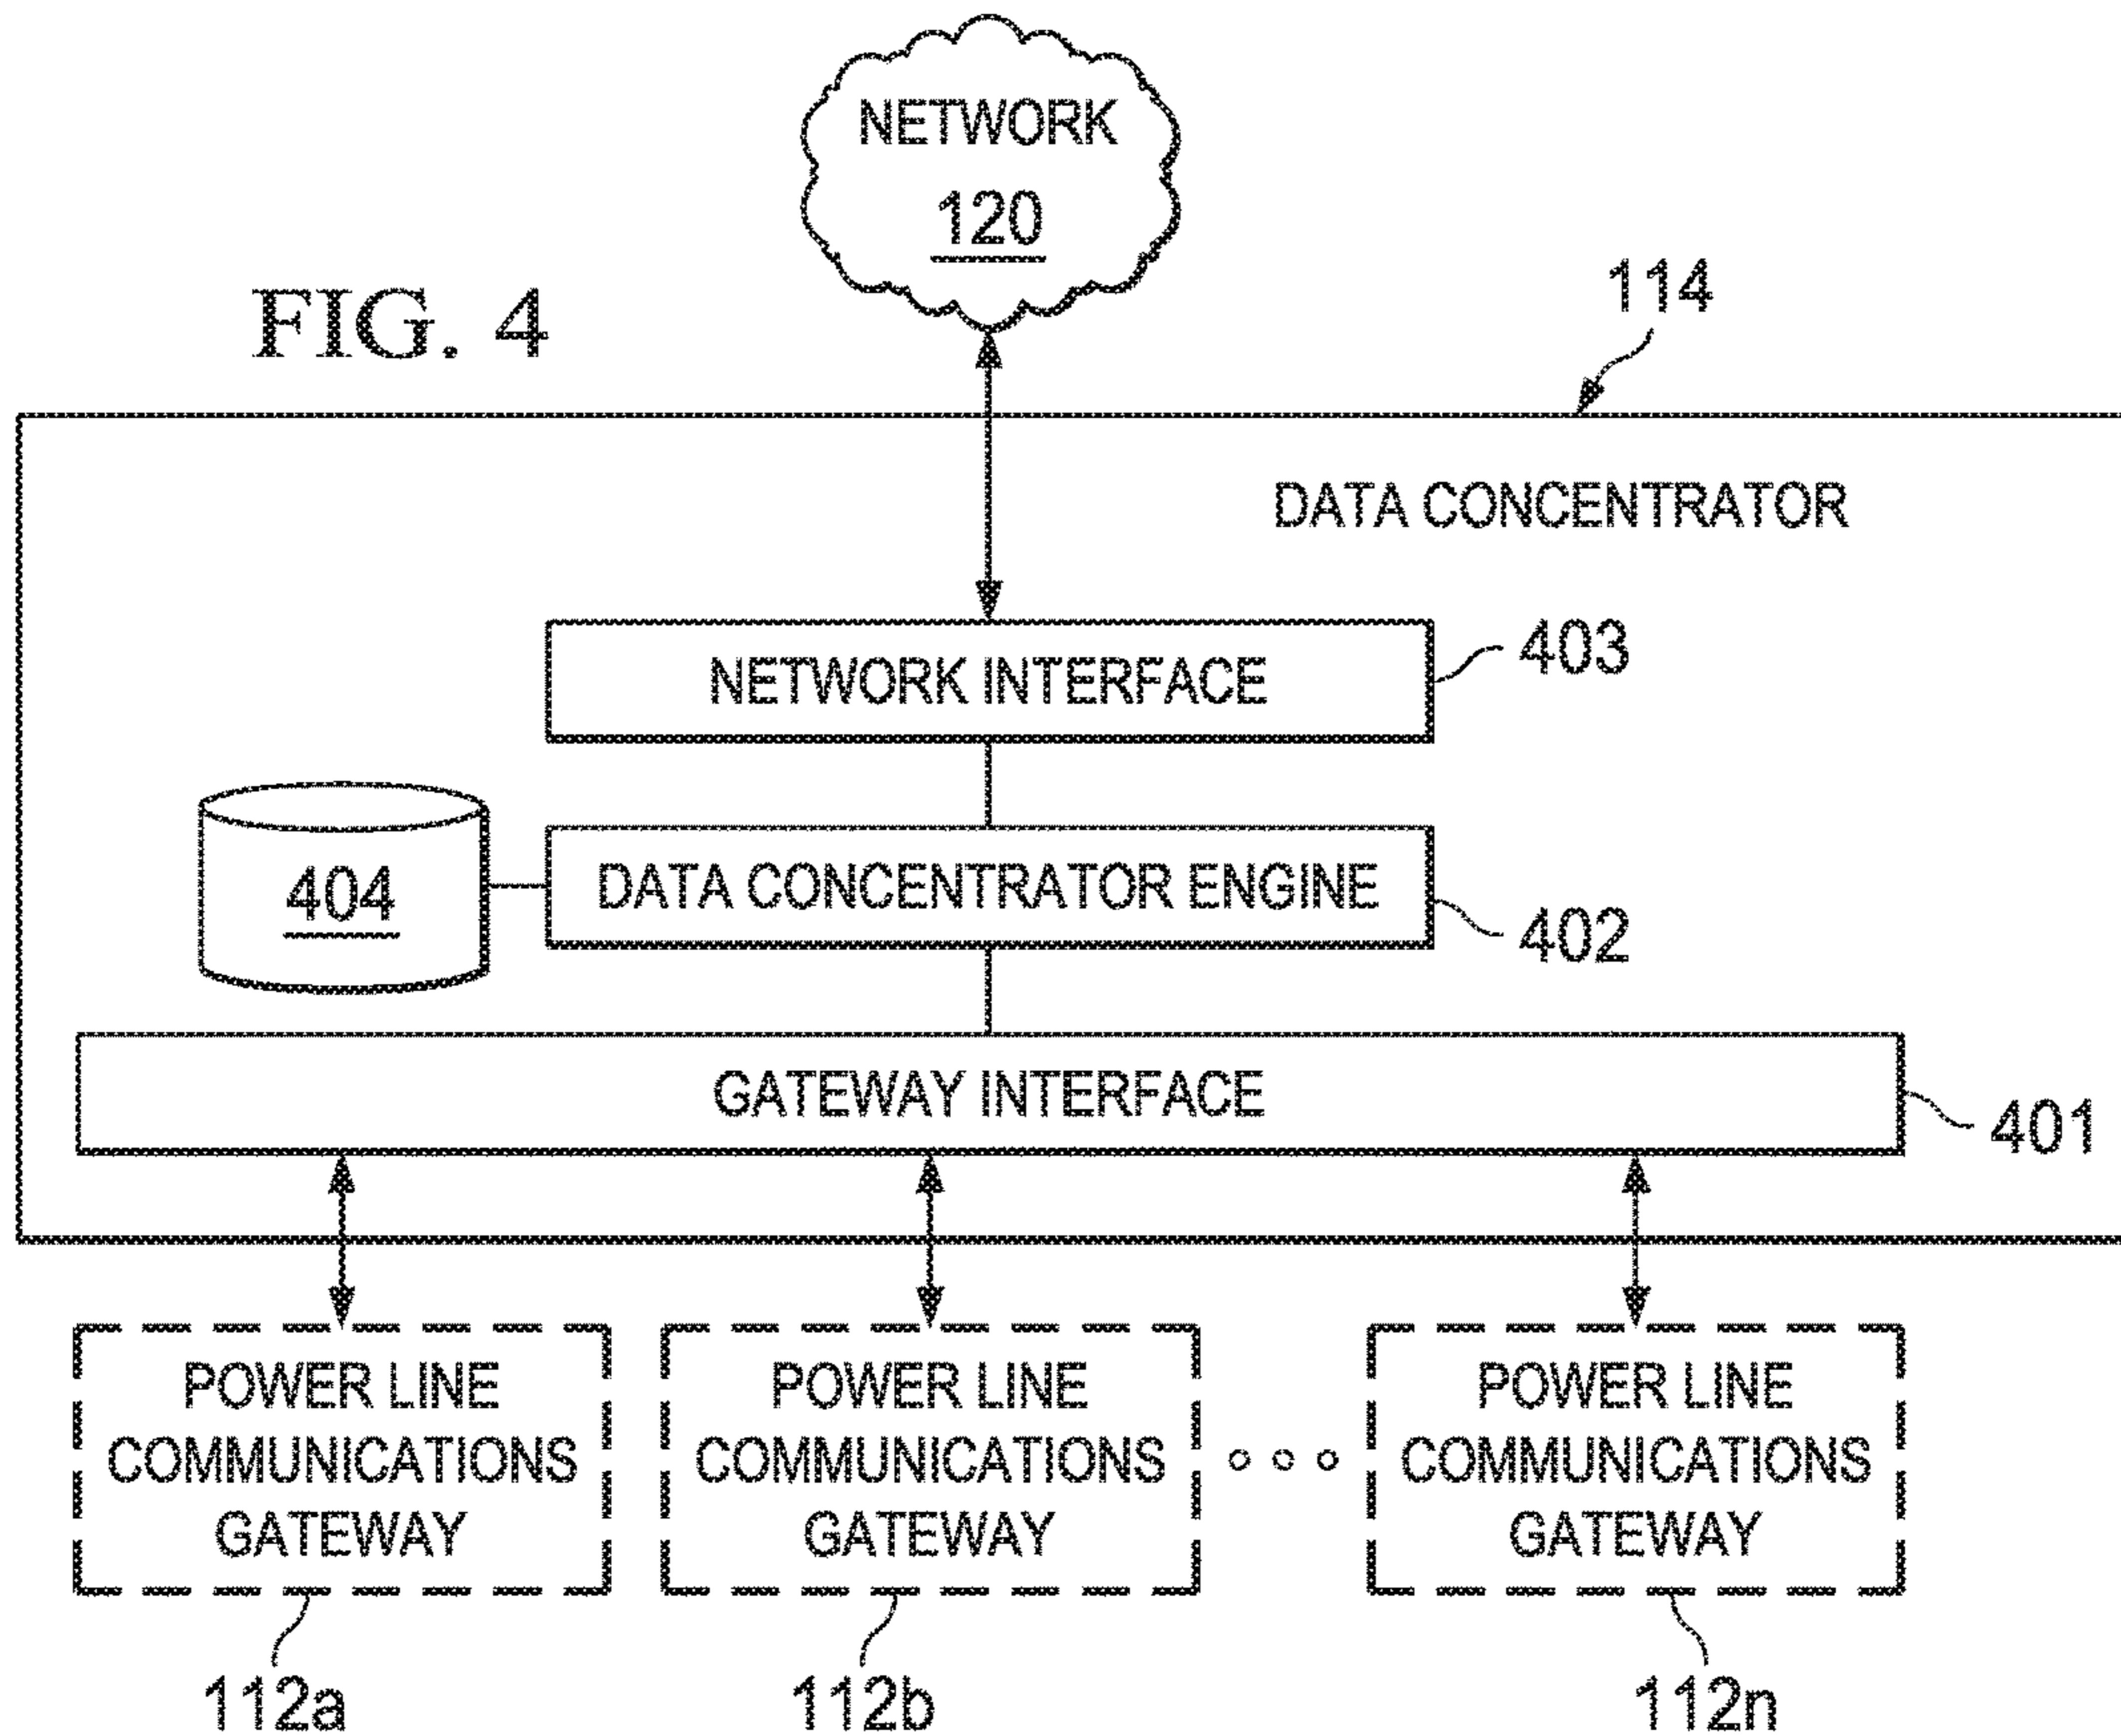 NETWORK
120
FIG. 4
114
DATA CONCENTRATOR
NETWORK INTERFACE
403
404
DATA CONCENTRATOR ENGINE
402
GATEWAY INTERFACE
401
POWER LINE
COMMUNICATIONS
GATEWAY
POWER LINE
COMMUNICATIONS
GATEWAY
POWER LINE
COMMUNICATIONS
GATEWAY
112a
112b
112n